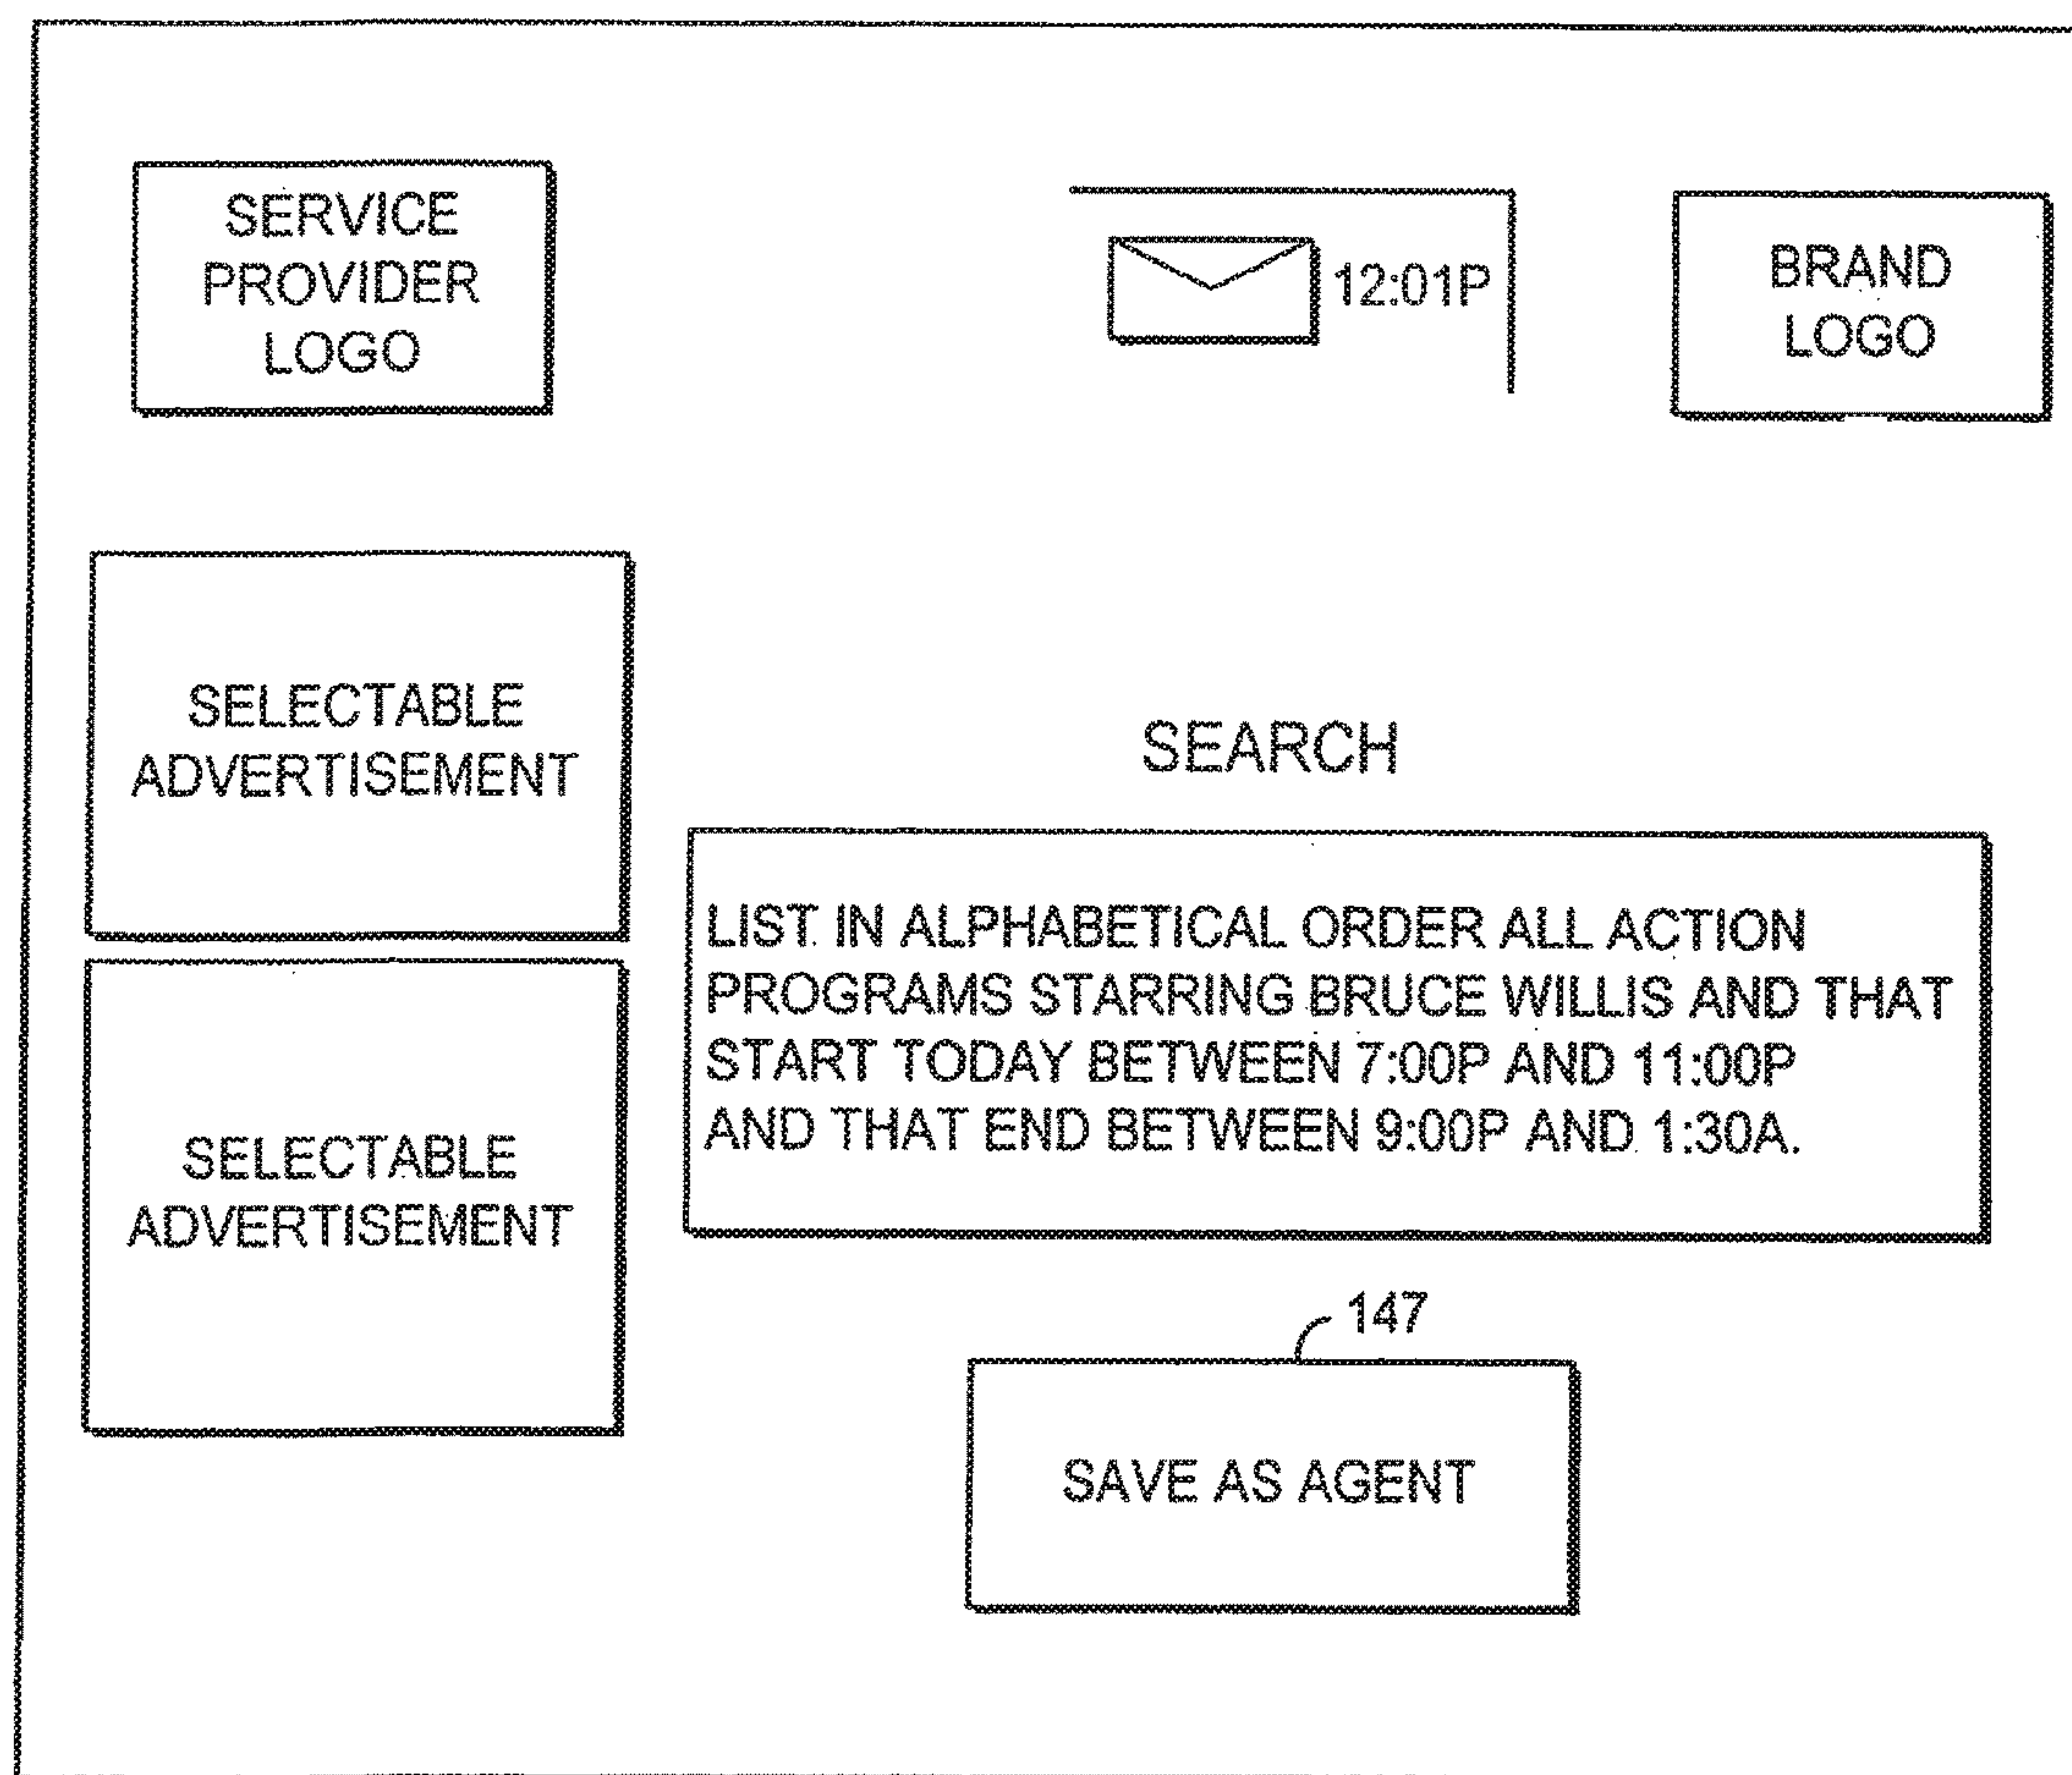 SERVICE
PROVIDER
LOGO
12:01P
BRAND
LOGO
SELECTABLE
ADVERTISEMENT
SEARCH
LIST IN ALPHABETICAL ORDER ALL ACTION
PROGRAMS STARRING BRUCE WILLIS AND THAT
START TODAY BETWEEN 7:00P AND 11:00P
AND THAT END BETWEEN 9:00P AND 1:30A.
SELECTABLE
ADVERTISEMENT
147
SAVE AS AGENT